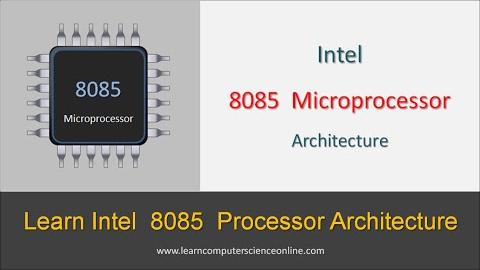 8085
Microprocessor
Intel
8085 Microprocessor
Architecture
Learn Intel 8085 Processor Architecture
www.learncomputerscienceonline.com